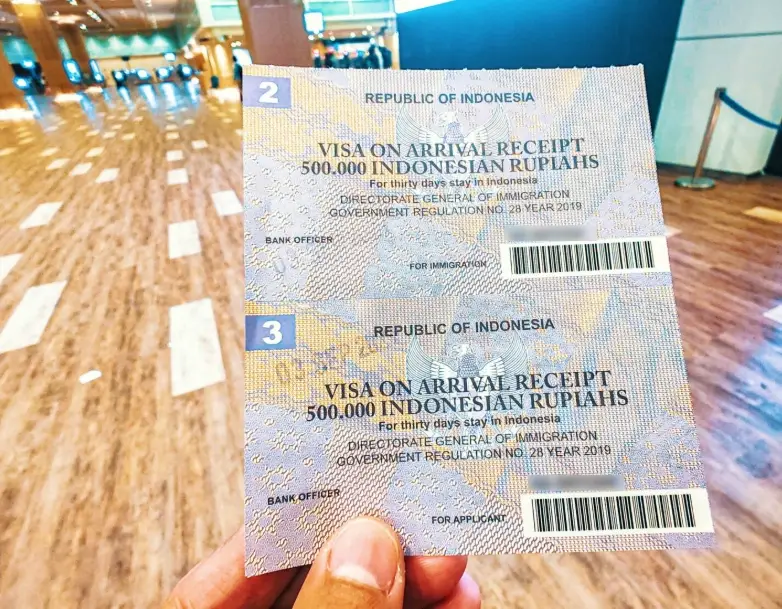 2
REPUBLIC OF INDONESIA
VISA ON ARRIVAL RECEIPT
500.000 INDONESIAN RUPIAHS
For thirty days stay in Indonesia
DIRECTORATE GENERAL OF IMMIGRATION
GOVERNMENT REGULATION NO. 28 YEAR 2019
BANK OFFICER
FOR IMMIGRATION
3
REPUBLIC OF INDONESIA
03 SEP
VISA ON ARRIVAL RECEIPT
500.000 INDONESIAN RUPIAHS
For thirty days stay in Indonesia
DIRECTORATE GENERAL OF IMMIGRATION
GOVERNMENT REGULATION NO. 28 YEAR 2019
BANK OFFICER
FOR APPLICANT